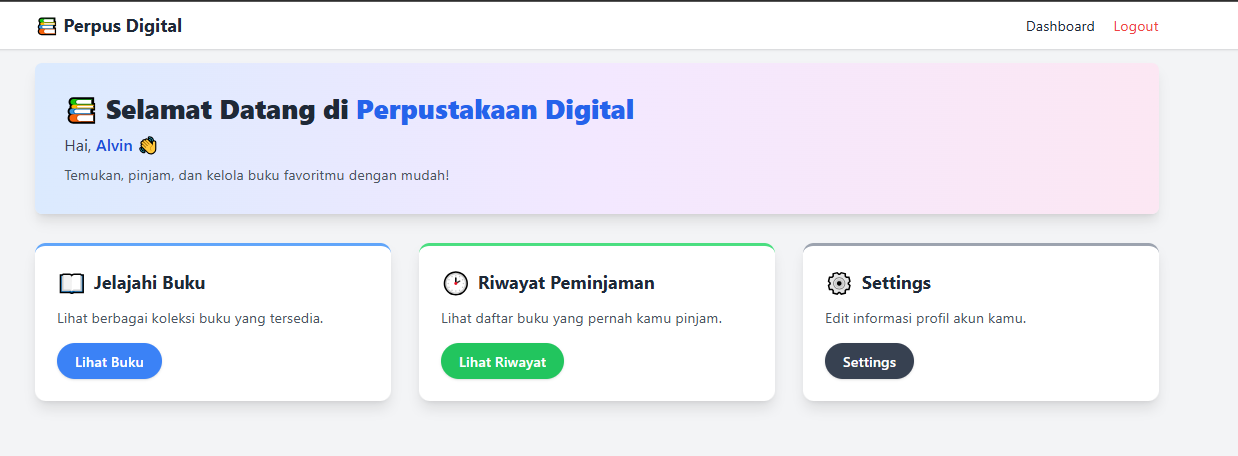 Perpus Digital
Dashboard Logout
Selamat Datang di Perpustakaan Digital
Hai, Alvin
Temukan, pinjam, dan kelola buku favoritmu dengan mudah!
Jelajahi Buku
Lihat berbagai koleksi buku yang tersedia.
Lihat Buku
Riwayat Peminjaman
Lihat daftar buku yang pernah kamu pinjam.
Lihat Riwayat
Settings
Edit informasi profil akun kamu.
Settings